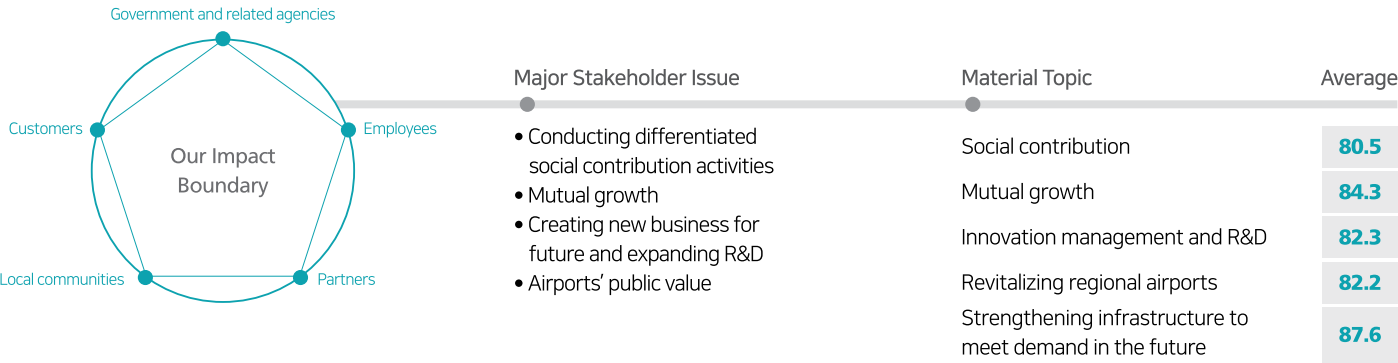 Government and related agencies
Customers
Employees
Our Impact
Boundary
Local communities
Partners
Major Stakeholder Issue
• Conducting differentiated
social contribution activities
• Mutual growth
• Creating new business for
future and expanding R&D
• Airports’ public value
Material Topic
Average
Social contribution
80.5
Mutual growth
84.3
Innovation management and R&D
82.3
Revitalizing regional airports
82.2
Strengthening infrastructure to
meet demand in the future
87.6